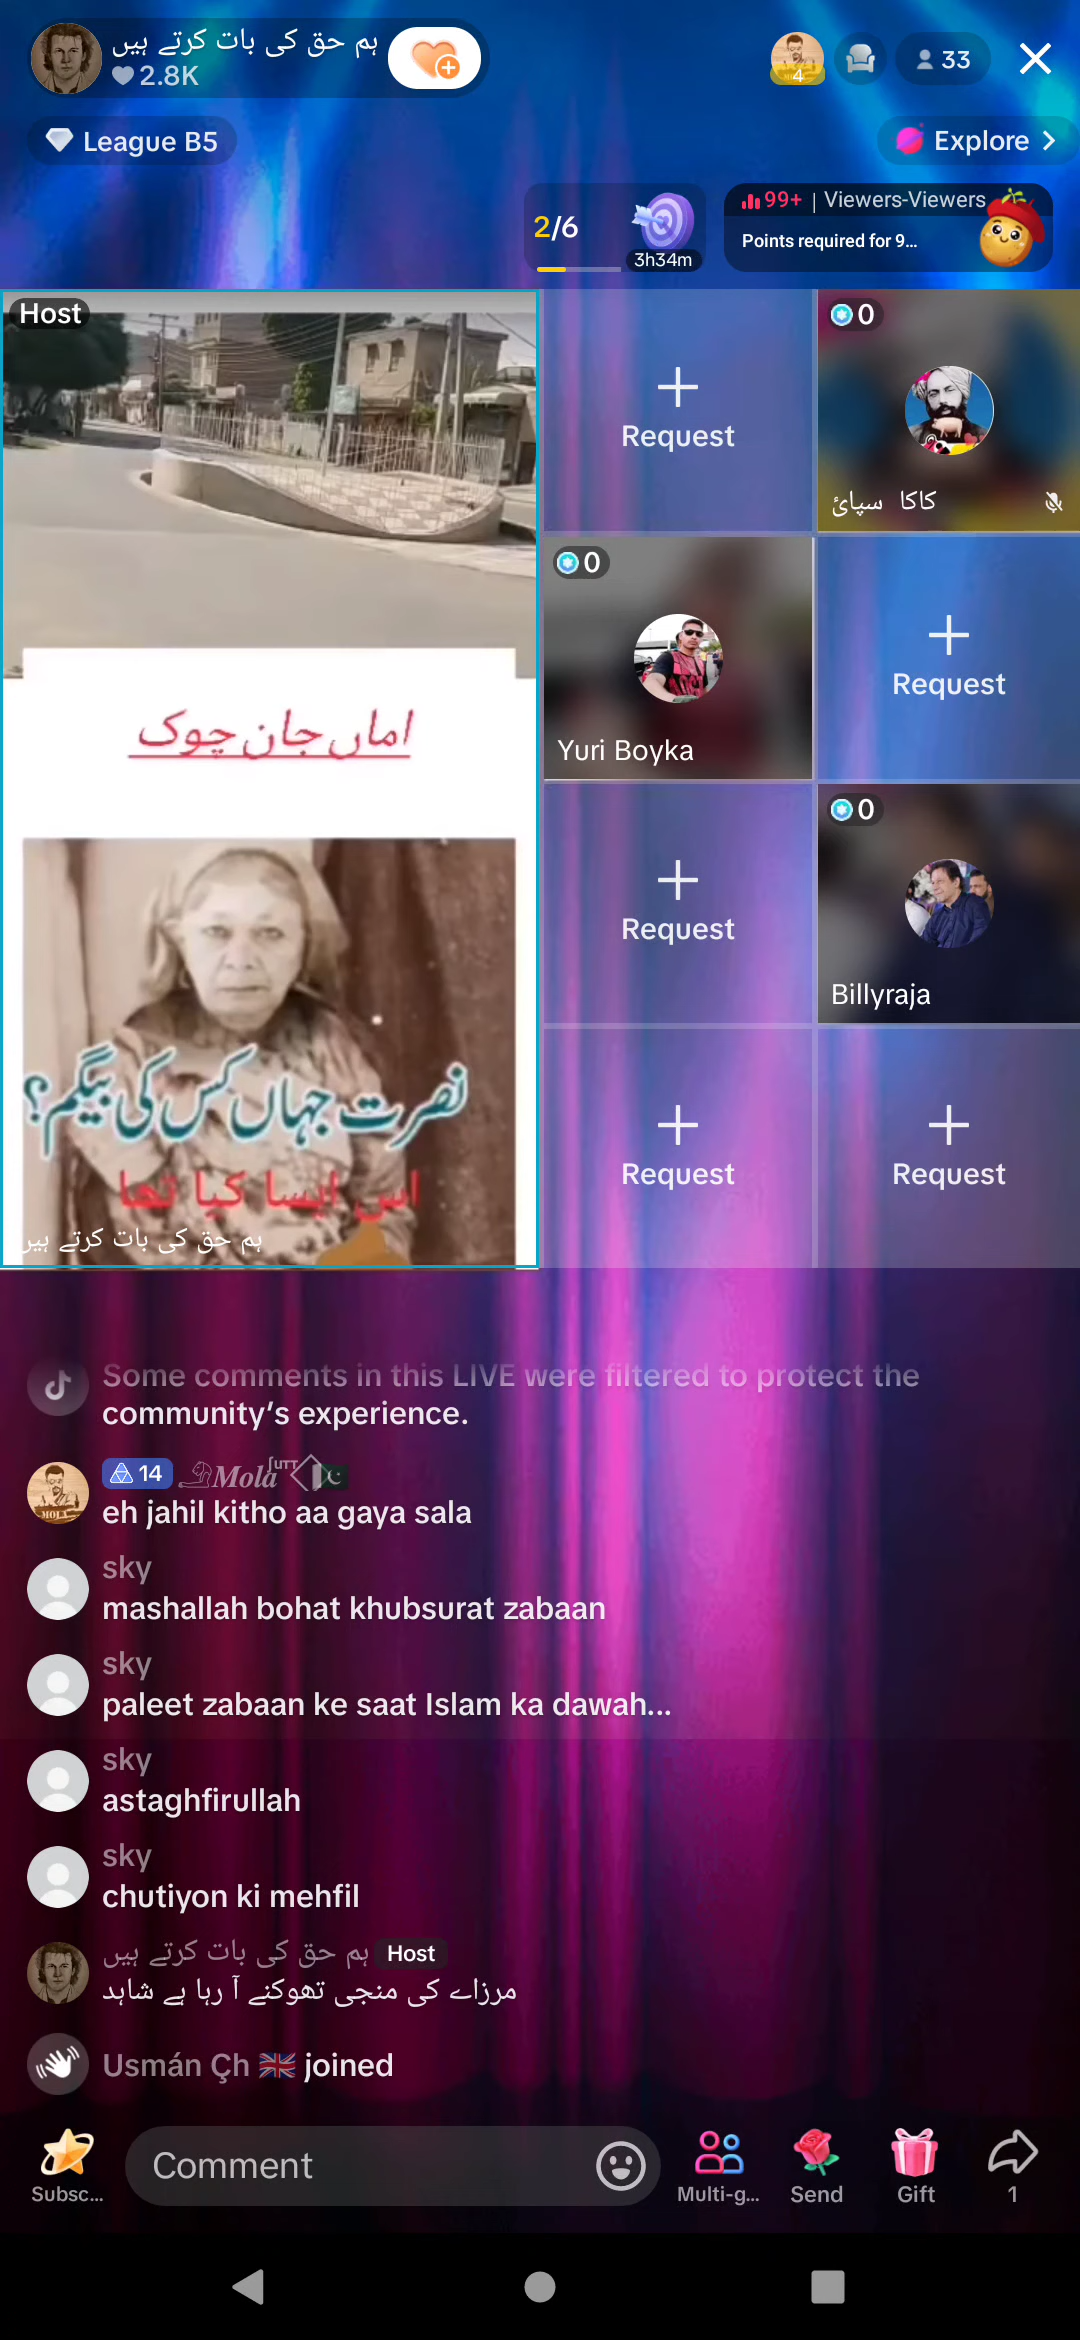 ہم حق کی بات کرتے ہیں
2.8K
4
33
League B5
Explore
2/6
3h34m
99+ | Viewers-Viewers
Points required for 9...
Host
اماں جان چوک
نصرت جہاں کس کی بیگم؟
اس ایسا کیا تھا
ہم حق کی بات کرتے ہیں
Request
0
کاکا سپائ
0
Yuri Boyka
Request
Request
0
Billyraja
Request
Request
Some comments in this LIVE were filtered to protect the
community's experience.
14 Mola
MOLA
eh jahil kitho aa gaya sala
sky
mashallah bohat khubsurat zabaan
sky
paleet zabaan ke saat Islam ka dawah...
sky
astaghfirullah
sky
chutiyon ki mehfil
ہم حق کی بات کرتے ہیں Host
مرزاے کی منجی تھوکنے آ رہا ہے شاہد
Usmán Çh 🇬🇧 joined
Subsc...
Comment
Multi-g...
Send
Gift
1